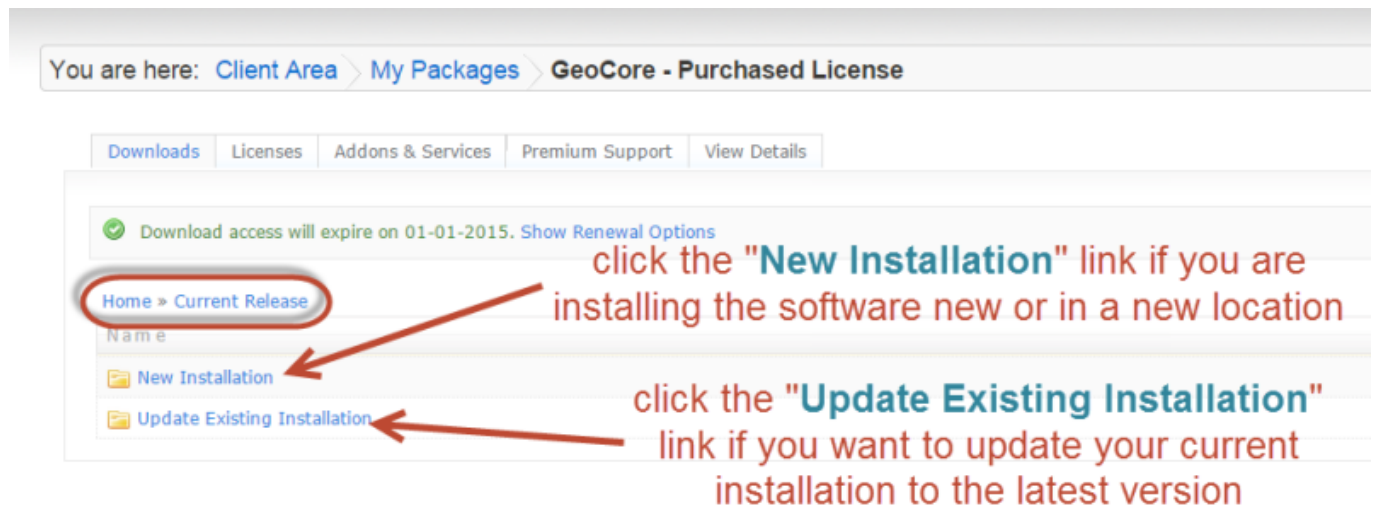 You are here: Client Area My Packages GeoCore - Purchased License
Downloads Licenses Addons & Services Premium Support View Details
Download access will expire on 01-01-2015. Show Renewal Options
click the "New Installation" link if you are
installing the software new or in a new location
Home » Current Release
Name
New Installation
Update Existing Installation
click the "Update Existing Installation"
link if you want to update your current
installation to the latest version